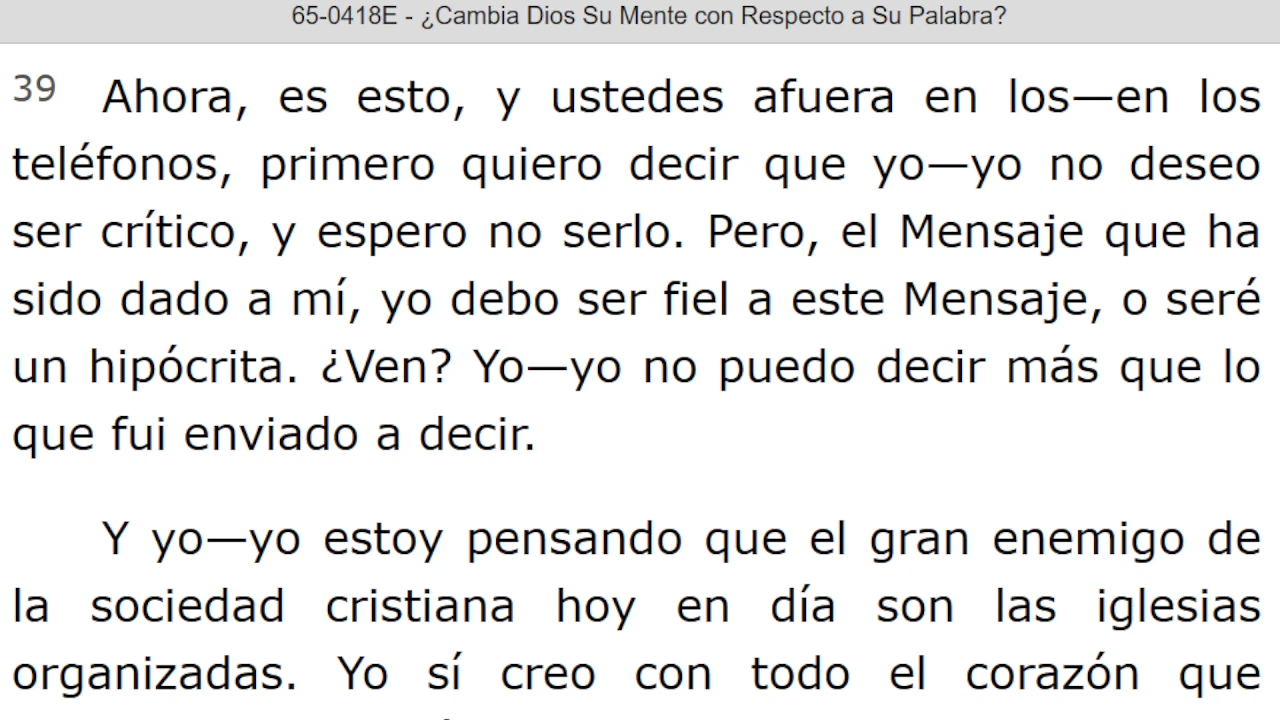 65-0418E - ¿Cambia Dios Su Mente con Respecto a Su Palabra?
39 Ahora, es esto, y ustedes afuera en los—en los
teléfonos, primero quiero decir que yo—yo no deseo
ser crítico, y espero no serlo. Pero, el Mensaje que ha
sido dado a mí, yo debo ser fiel a este Mensaje, o seré
un hipócrita. ¿Ven? Yo—yo no puedo decir más que lo
que fui enviado a decir.
Y yo—yo estoy pensando que el gran enemigo de
la sociedad cristiana hoy en día son las iglesias
organizadas. Yo sí creo con todo el corazón que